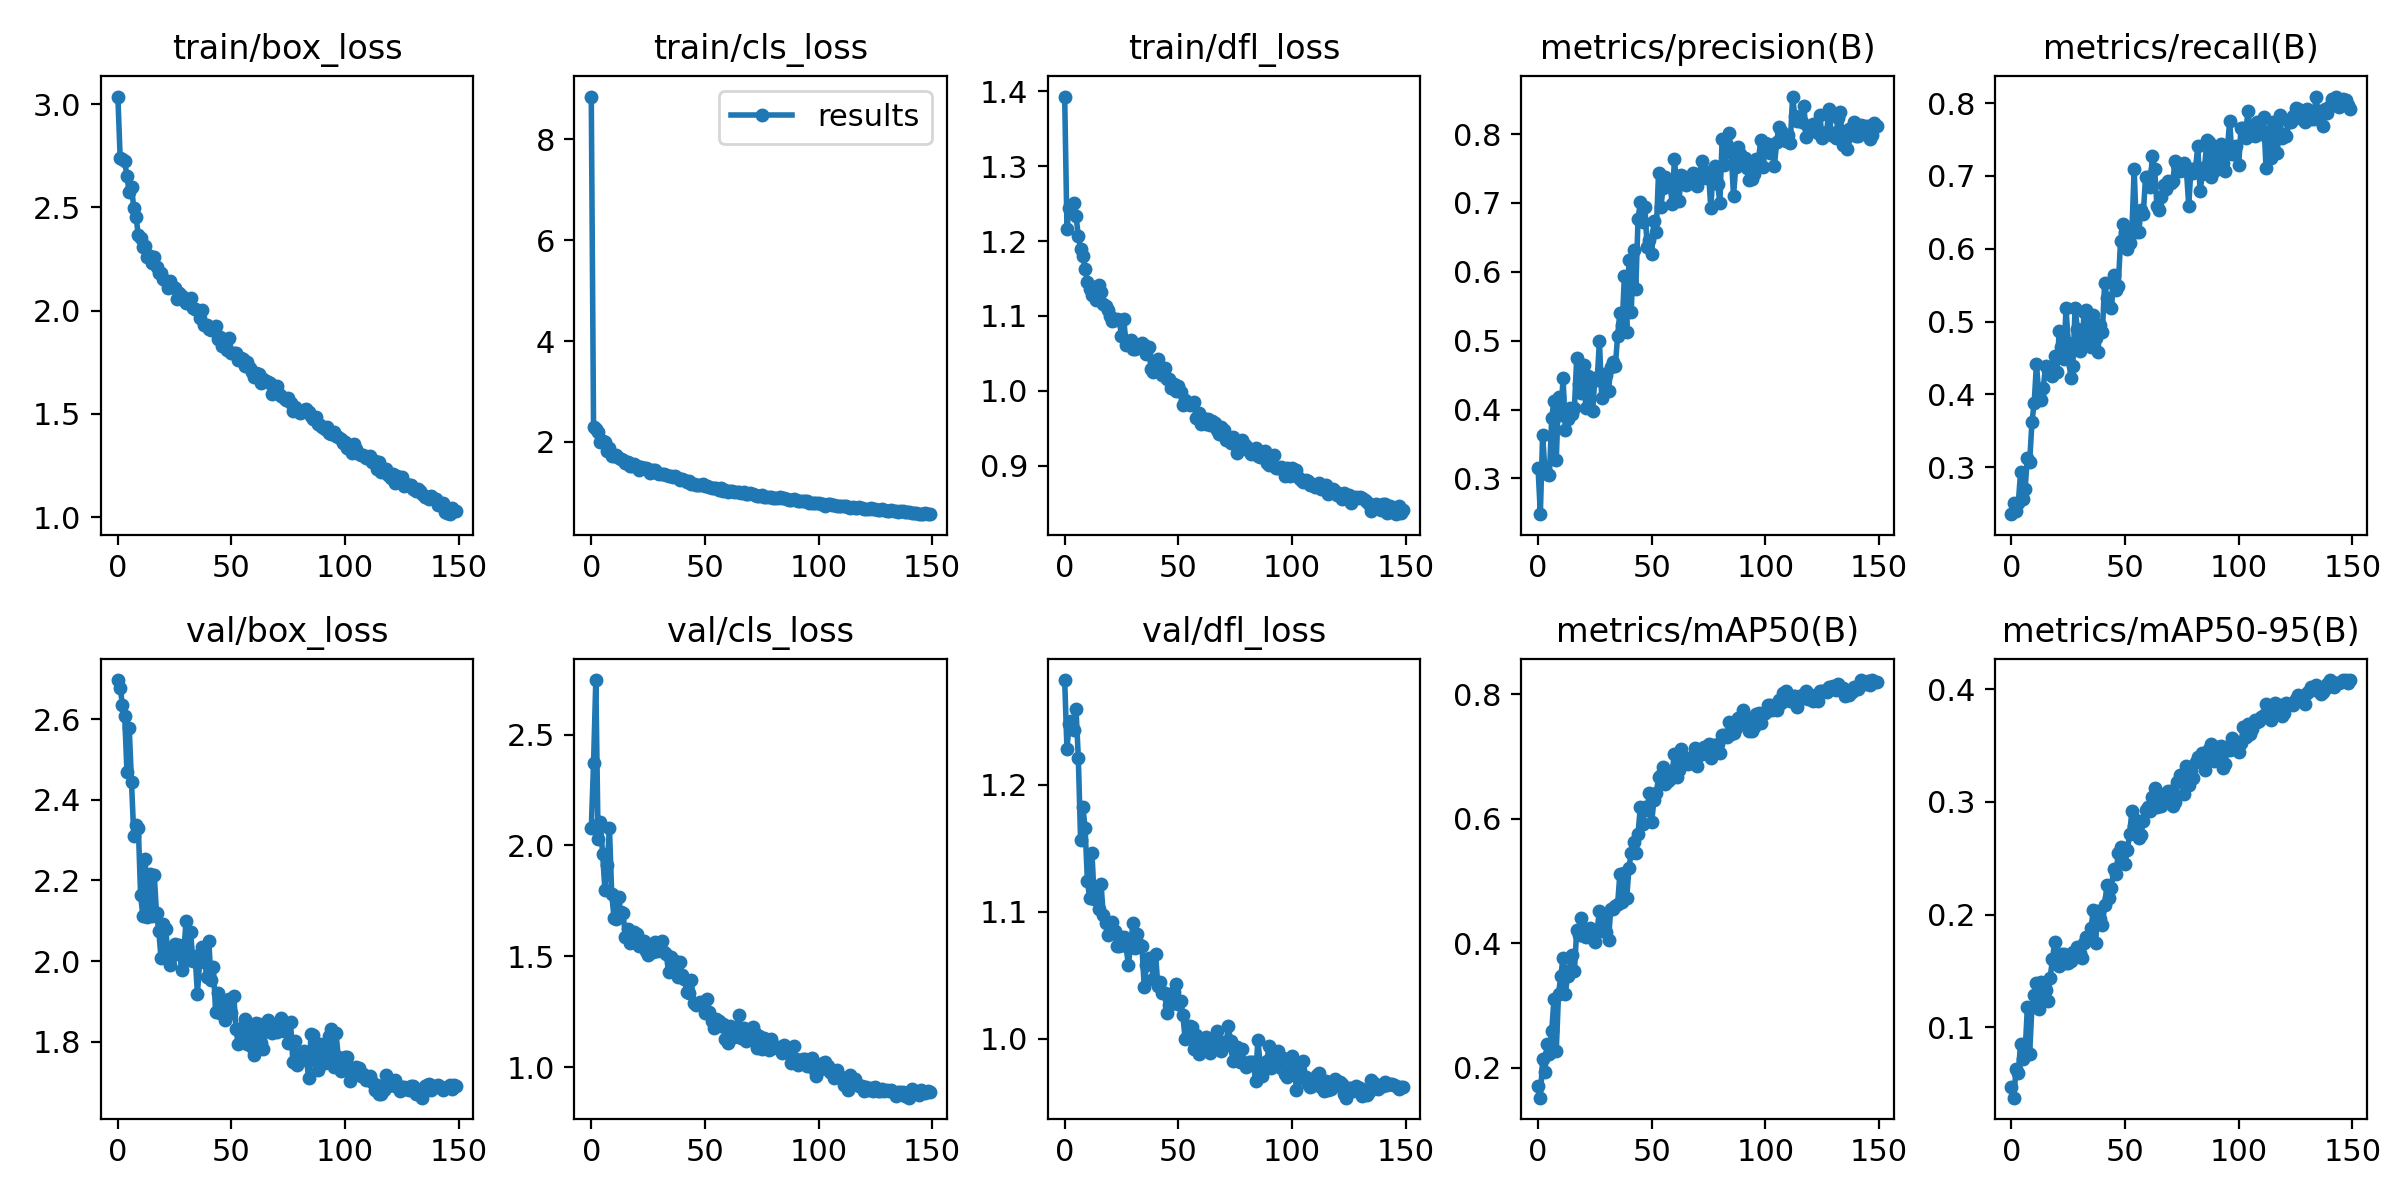 train/box_loss
3.0
2.5
2.0
1.5
1.0
0 50 100 150
train/cls_loss
results
8
6
4
2
0 50 100 150
train/dfl_loss
1.4
1.3
1.2
1.1
1.0
0.9
0 50 100 150
metrics/precision(B)
0.8
0.7
0.6
0.5
0.4
0.3
0 50 100 150
metrics/recall(B)
0.8
0.7
0.6
0.5
0.4
0.3
0 50 100 150
val/box_loss
2.6
2.4
2.2
2.0
1.8
0 50 100 150
val/cls_loss
2.5
2.0
1.5
1.0
0 50 100 150
val/dfl_loss
1.2
1.1
1.0
0 50 100 150
metrics/mAP50(B)
0.8
0.6
0.4
0.2
0 50 100 150
metrics/mAP50-95(B)
0.4
0.3
0.2
0.1
0 50 100 150